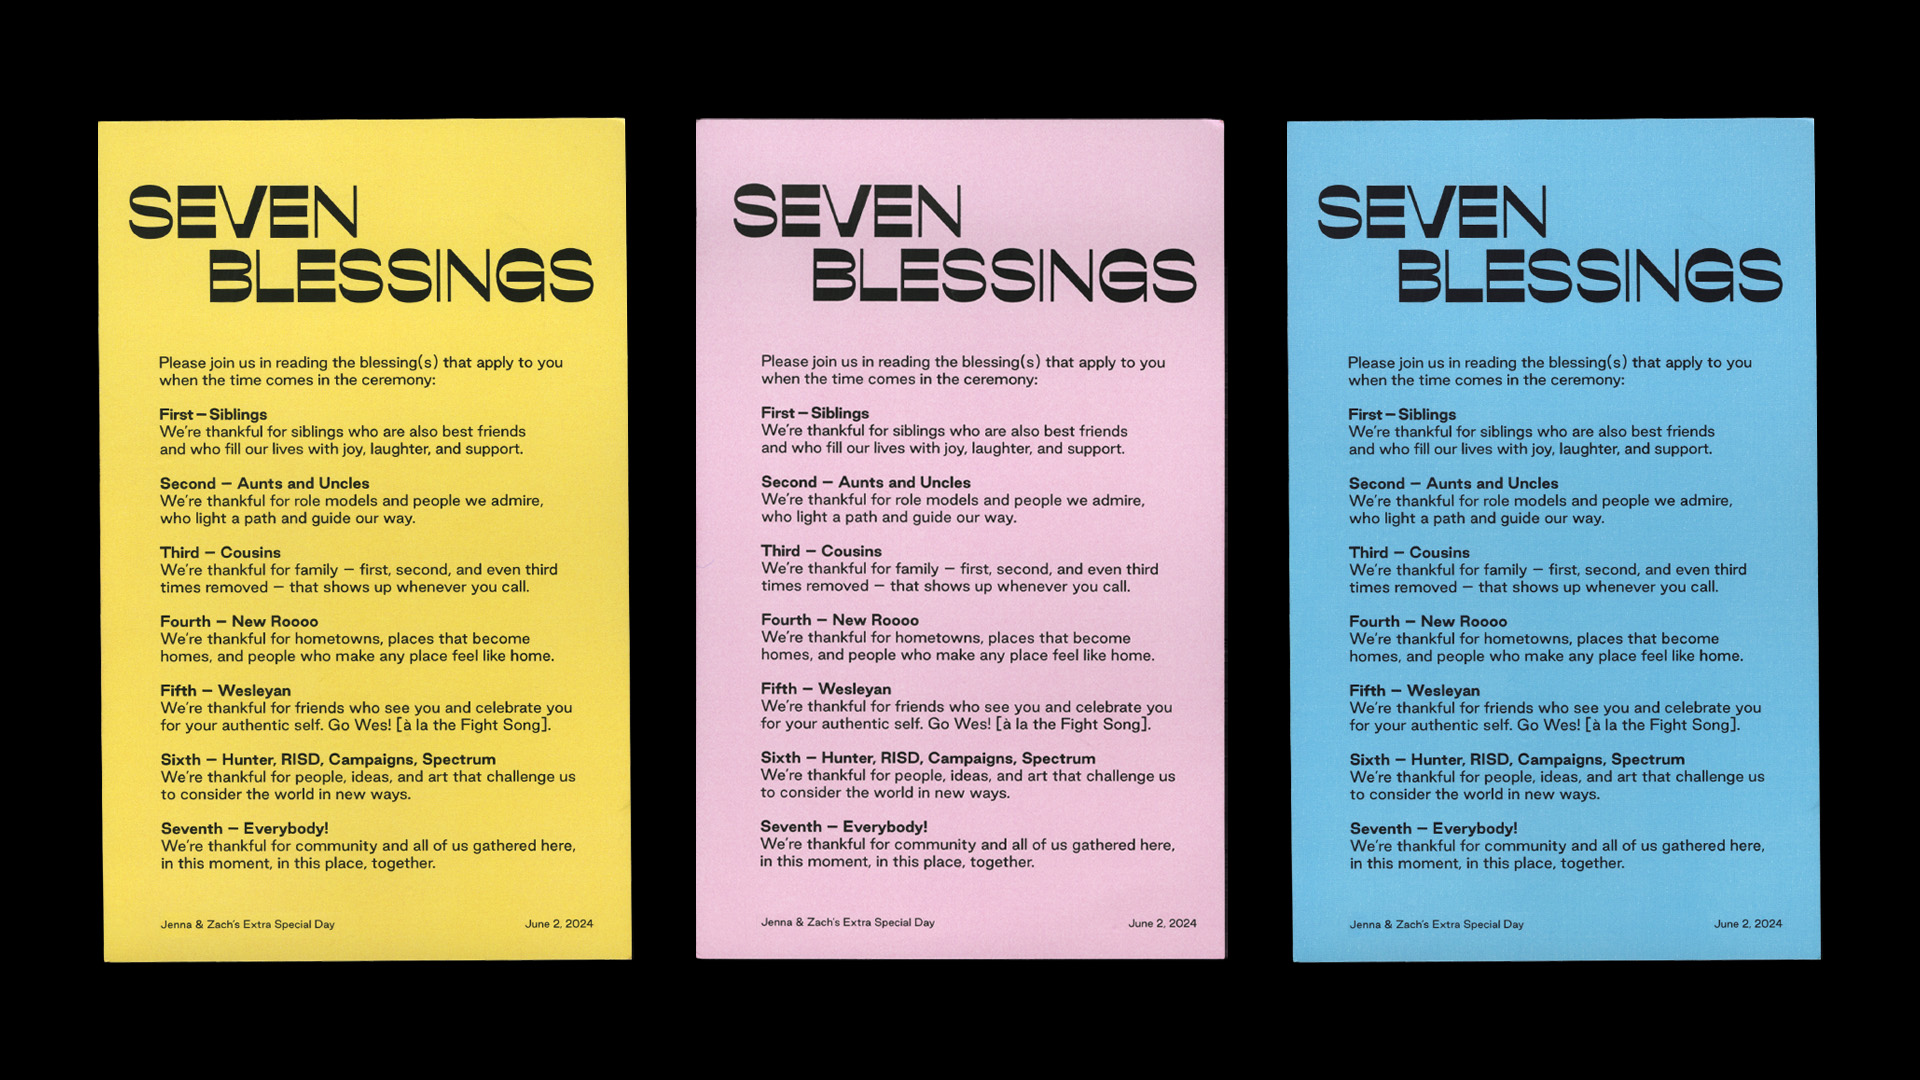 SEVEN
BLESSINGS
Please join us in reading the blessing(s) that apply to you
when the time comes in the ceremony:
First – Siblings
We're thankful for siblings who are also best friends
and who fill our lives with joy, laughter, and support.
Second – Aunts and Uncles
We're thankful for role models and people we admire,
who light a path and guide our way.
Third – Cousins
We're thankful for family – first, second, and even third
times removed – that shows up whenever you call.
Fourth – New Roooo
We're thankful for hometowns, places that become
homes, and people who make any place feel like home.
Fifth – Wesleyan
We're thankful for friends who see you and celebrate you
for your authentic self. Go Wes! [à la the Fight Song].
Sixth – Hunter, RISD, Campaigns, Spectrum
We're thankful for people, ideas, and art that challenge us
to consider the world in new ways.
Seventh – Everybody!
We're thankful for community and all of us gathered here,
in this moment, in this place, together.
Jenna & Zach's Extra Special Day
June 2, 2024
SEVEN
BLESSINGS
Please join us in reading the blessing(s) that apply to you
when the time comes in the ceremony:
First – Siblings
We're thankful for siblings who are also best friends
and who fill our lives with joy, laughter, and support.
Second – Aunts and Uncles
We're thankful for role models and people we admire,
who light a path and guide our way.
Third – Cousins
We're thankful for family – first, second, and even third
times removed – that shows up whenever you call.
Fourth – New Roooo
We're thankful for hometowns, places that become
homes, and people who make any place feel like home.
Fifth – Wesleyan
We're thankful for friends who see you and celebrate you
for your authentic self. Go Wes! [à la the Fight Song].
Sixth – Hunter, RISD, Campaigns, Spectrum
We're thankful for people, ideas, and art that challenge us
to consider the world in new ways.
Seventh – Everybody!
We're thankful for community and all of us gathered here,
in this moment, in this place, together.
Jenna & Zach's Extra Special Day
June 2, 2024
SEVEN
BLESSINGS
Please join us in reading the blessing(s) that apply to you
when the time comes in the ceremony:
First – Siblings
We're thankful for siblings who are also best friends
and who fill our lives with joy, laughter, and support.
Second – Aunts and Uncles
We're thankful for role models and people we admire,
who light a path and guide our way.
Third – Cousins
We're thankful for family – first, second, and even third
times removed – that shows up whenever you call.
Fourth – New Roooo
We're thankful for hometowns, places that become
homes, and people who make any place feel like home.
Fifth – Wesleyan
We're thankful for friends who see you and celebrate you
for your authentic self. Go Wes! [à la the Fight Song].
Sixth – Hunter, RISD, Campaigns, Spectrum
We're thankful for people, ideas, and art that challenge us
to consider the world in new ways.
Seventh – Everybody!
We're thankful for community and all of us gathered here,
in this moment, in this place, together.
Jenna & Zach's Extra Special Day
June 2, 2024